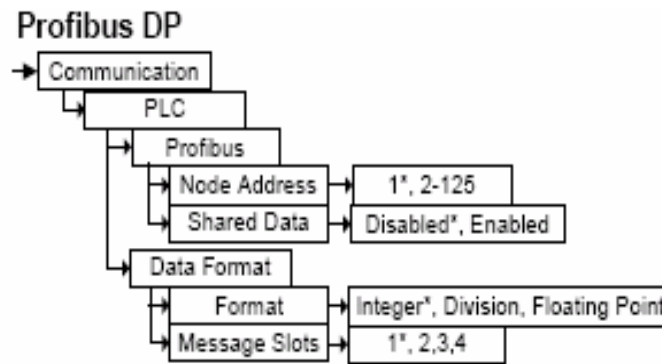 Profibus DP
Communication
PLC
Profibus
Node Address 1*, 2-125
Shared Data Disabled*, Enabled
Data Format
Format Integer*, Division, Floating Point
Message Slots 1*, 2,3,4